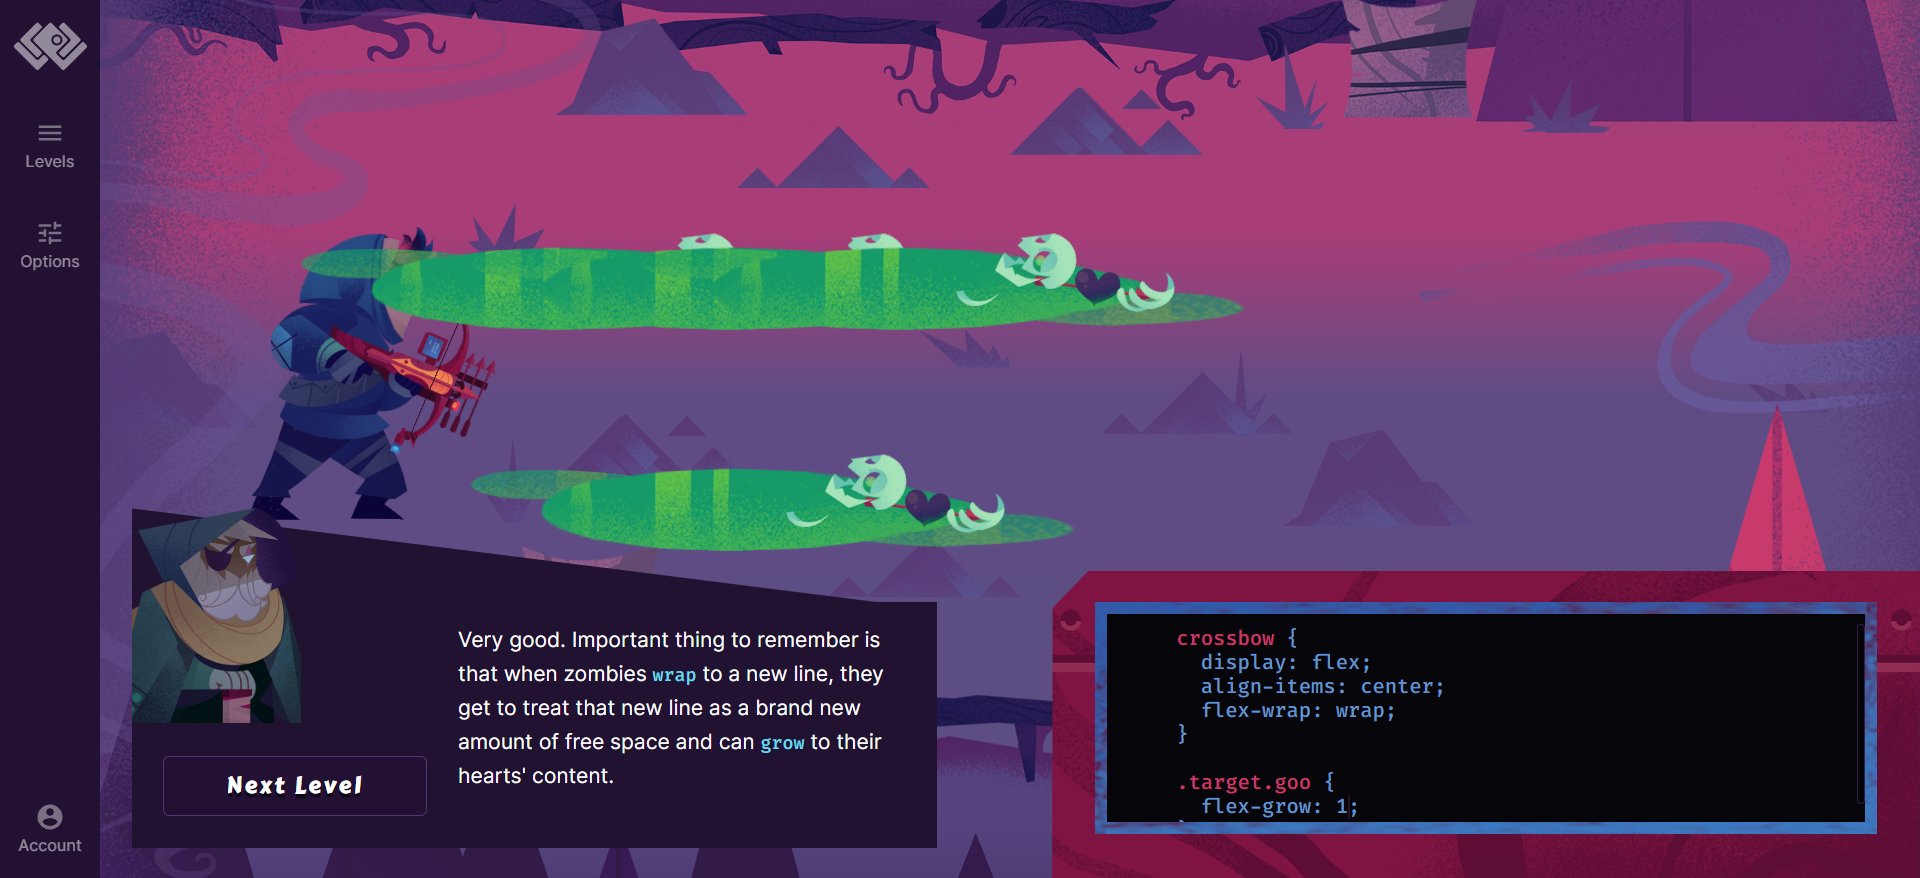 Levels
Options
Very good. Important thing to remember is
that when zombies wrap to a new line, they
get to treat that new line as a brand new
amount of free space and can grow to their
hearts' content.
Next Level
Account
crossbow {
display: flex;
align-items: center;
flex-wrap: wrap;
}
.target.goo {
flex-grow: 1;